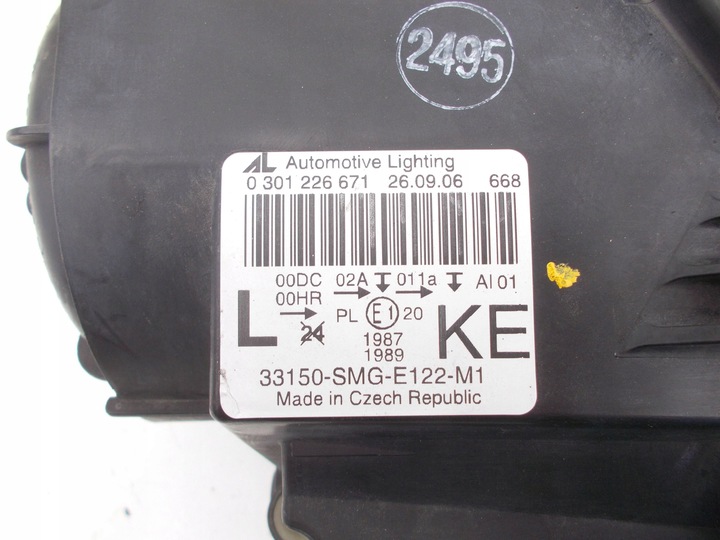 2495
AL Automotive Lighting
0 301 226 671 26.09.06 668
00DC 02A 011a AI 01
00HR
L 24 PL E1 20 KE
1987
1989
33150-SMG-E122-M1
Made in Czech Republic